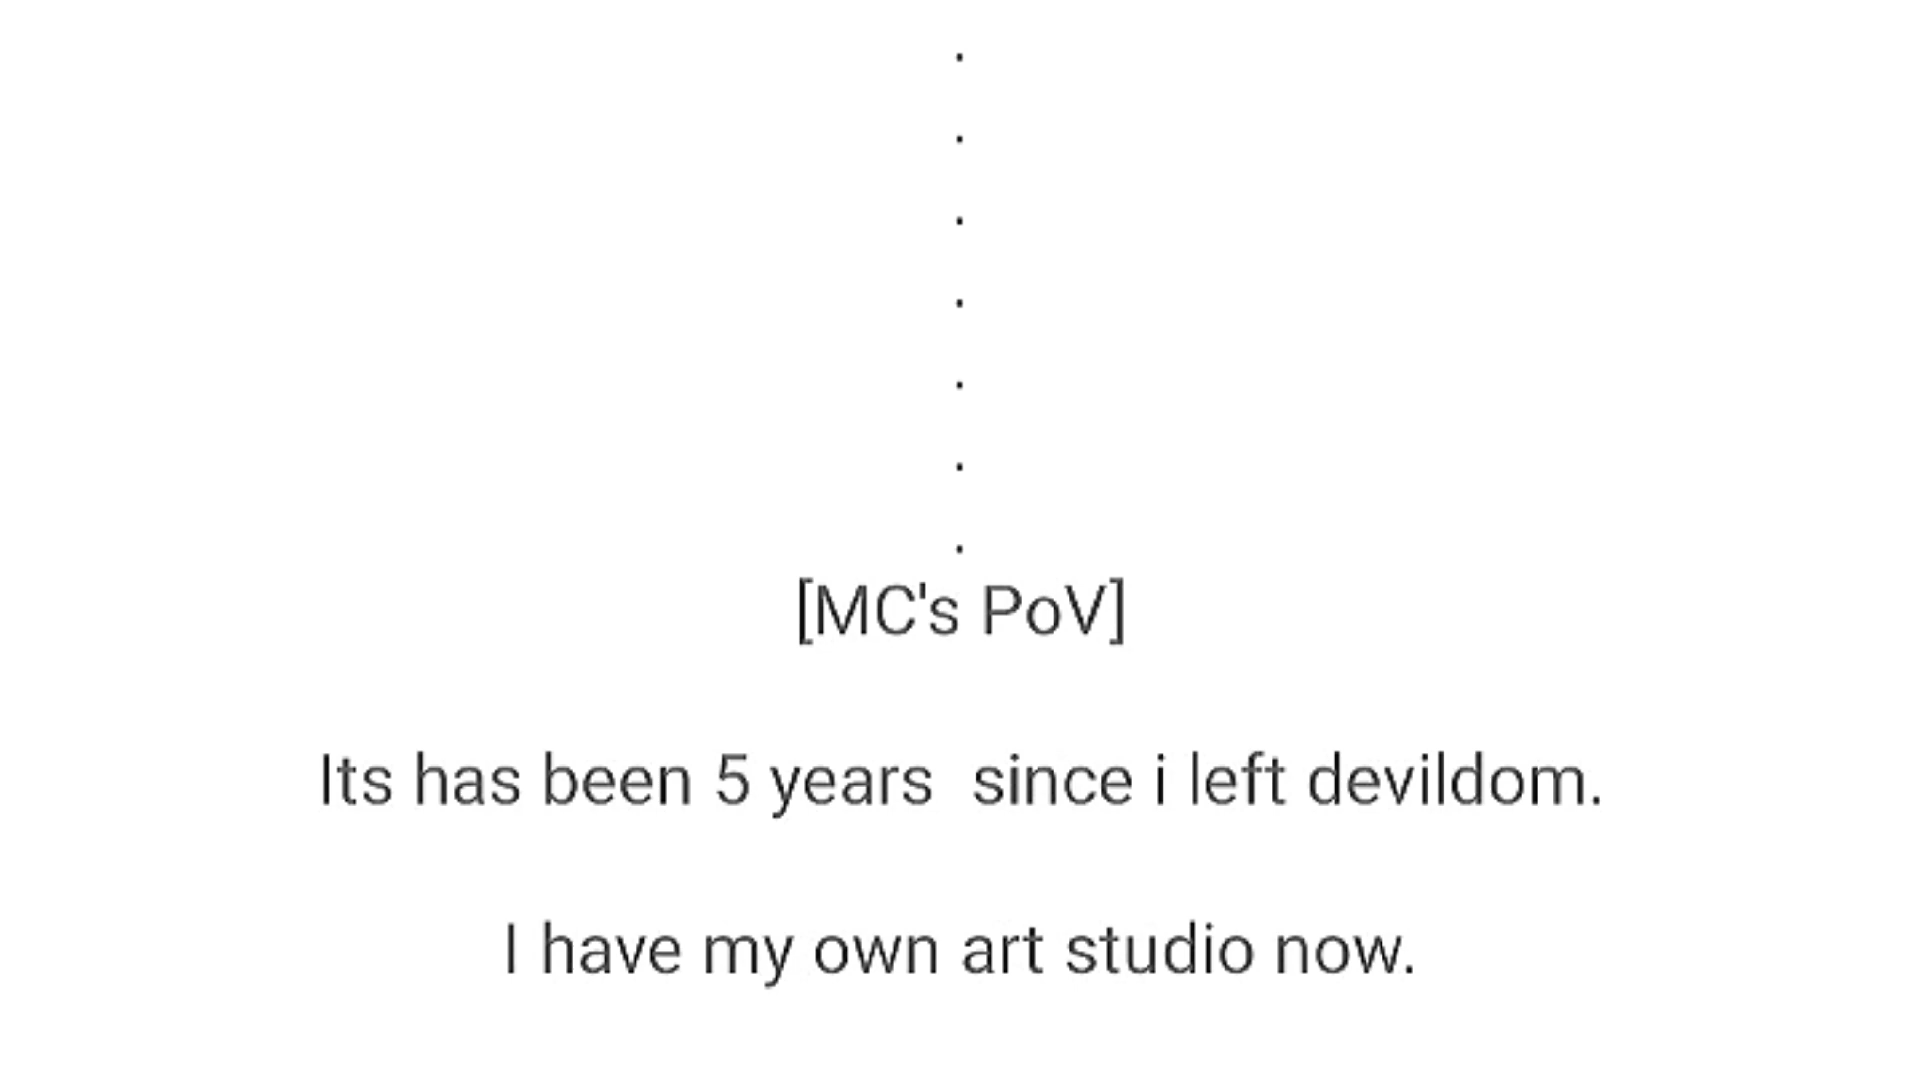 .
.
.
.
.
.
.
[MC's PoV]
Its has been 5 years  since i left devildom.
I have my own art studio now.